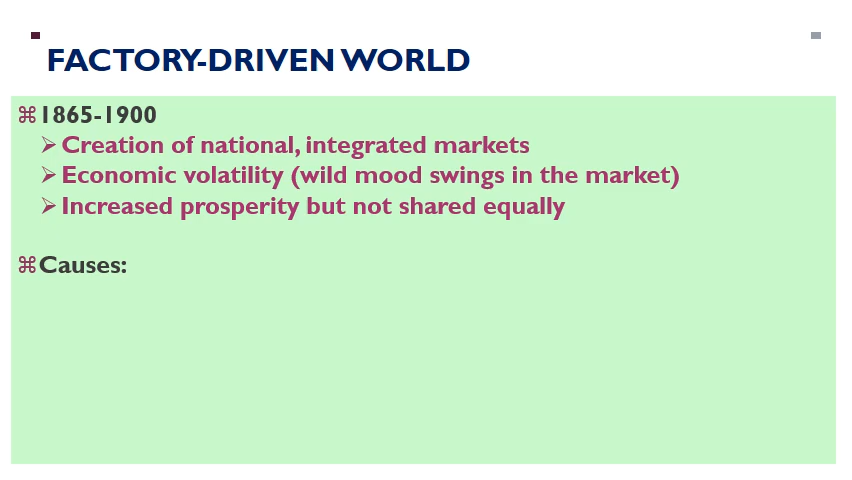 FACTORY-DRIVEN WORLD
⌘1865-1900
➢Creation of national, integrated markets
➢Economic volatility (wild mood swings in the market)
➢Increased prosperity but not shared equally
⌘Causes: